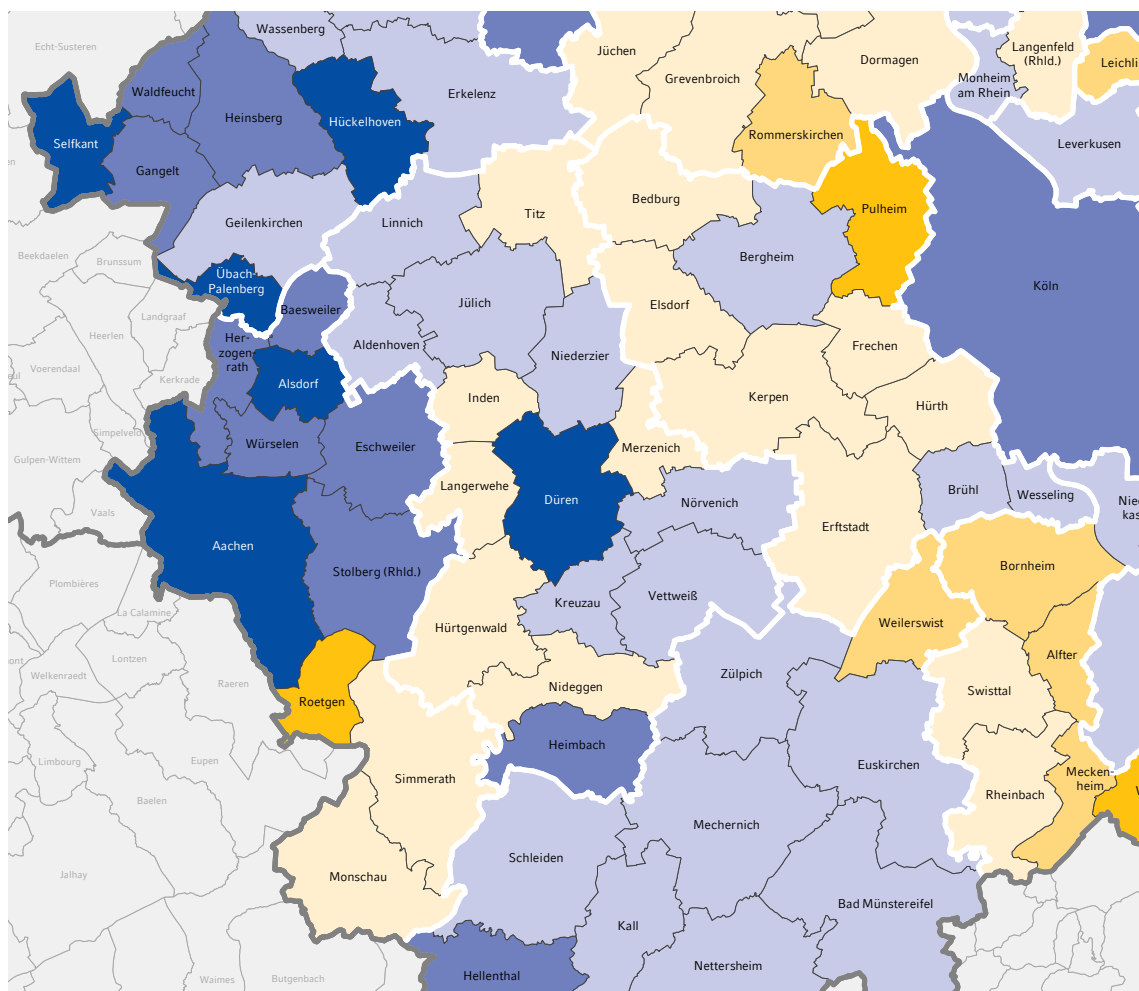 Echt-Susteren
Wassenberg
Jüchen
Grevenbroich
Dormagen
Langenfeld
(Rhld.)
Leichli
Monheim
am Rhein
Waldfeucht
Erkelenz
Heinsberg
Hückelhoven
Selfkant
Gangelt
Rommerskirchen
Leverkusen
Geilenkirchen
Linnich
Titz
Bedburg
Pulheim
Beekdaelen
Brunssum
Übach-
Palenberg
Bergheim
Köln
Landgraaf
Baesweiler
Jülich
Elsdorf
Heerlen
Her-
zogen
rath
Aldenhoven
Niederzier
Frechen
Voerendaal
Kerkrade
Alsdorf
Inden
Kerpen
Hürth
Simpelveld
Gulpen-Wittem
Würselen
Eschweiler
Merzenich
Langerwehe
Düren
Nörvenich
Brühl
Wesseling
Nie
kas
Vaals
Erftstadt
Aachen
Stolberg (Rhld.)
Bornheim
Plombières
La Calamine
Kreuzau
Vettweiß
Hürtgenwald
Weilerswist
Lontzen
Welkenraedt
Raeren
Alfter
Zülpich
Nideggen
Swisttal
Roetgen
Heimbach
Limbourg
Eupen
Simmerath
Euskirchen
Mecken-
heim
Rheinbach
Baelen
Mechernich
Schleiden
Jalhay
Monschau
Bad Münstereifel
Kall
Nettersheim
Hellenthal
Waimes
Butgenbach